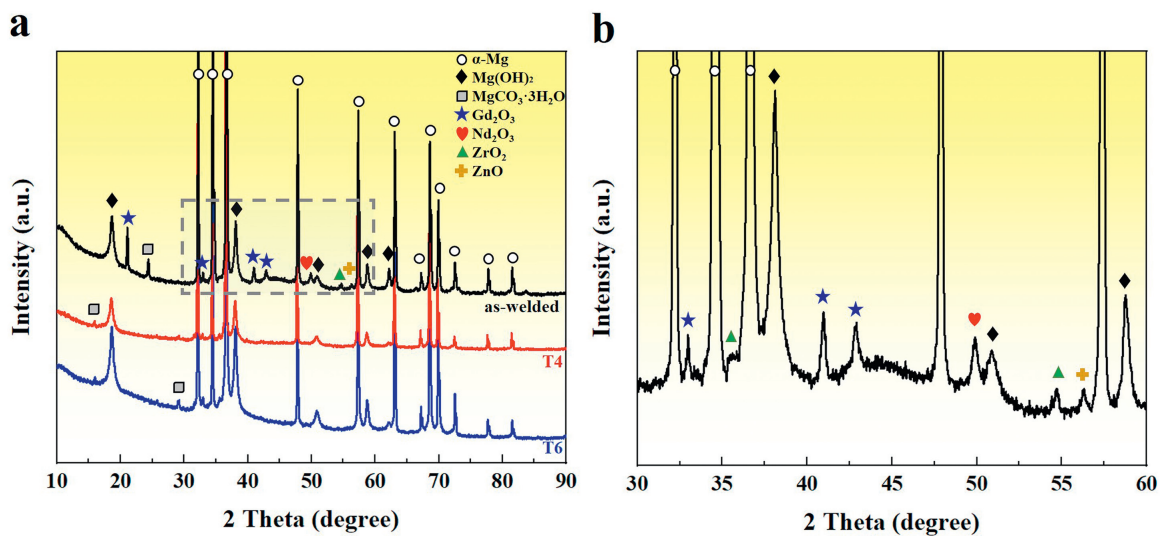 a
b
α-Mg
Mg(OH)₂
MgCO₃·3H₂O
Gd₂O₃
Nd₂O₃
ZrO₂
ZnO
as-welded
T4
T6
Intensity (a.u.)
10 20 30 40 50 60 70 80 90
2 Theta (degree)
Intensity (a.u.)
30 35 40 45 50 55 60
2 Theta (degree)